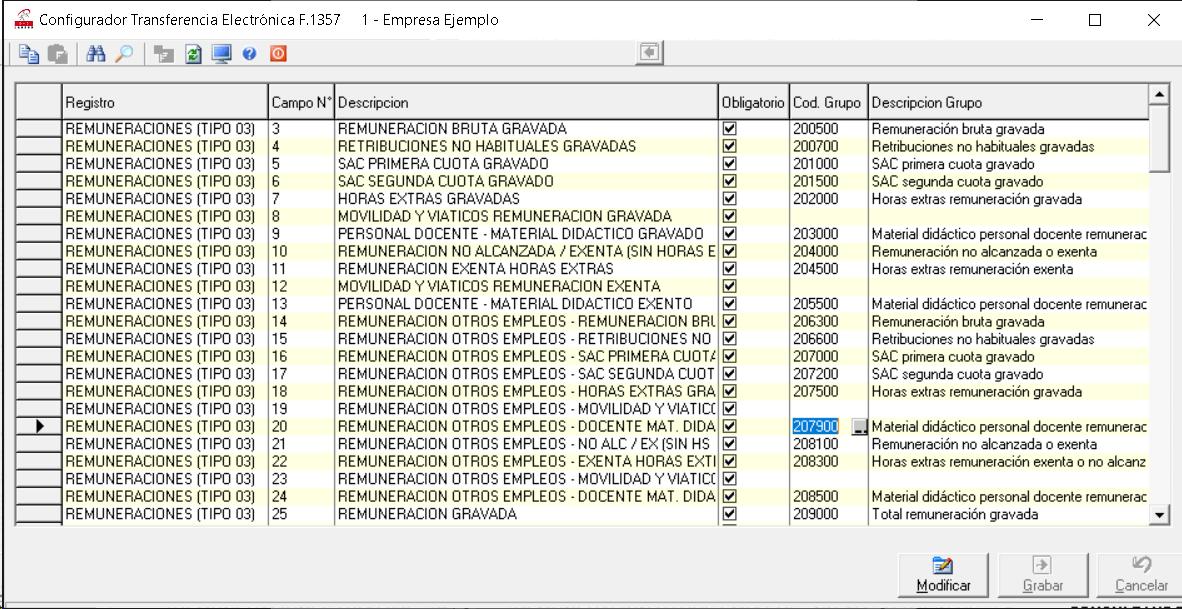 Configurador Transferencia Electrónica F.1357 1 - Empresa Ejemplo
Registro Campo N° Descripcion Obligatorio Cod. Grupo Descripcion Grupo
REMUNERACIONES (TIPO 03) 3 REMUNERACION BRUTA GRAVADA 200500 Remuneración bruta gravada
REMUNERACIONES (TIPO 03) 4 RETRIBUCIONES NO HABITUALES GRAVADAS 200700 Retribuciones no habituales gravadas
REMUNERACIONES (TIPO 03) 5 SAC PRIMERA CUOTA GRAVADO 201000 SAC primera cuota gravado
REMUNERACIONES (TIPO 03) 6 SAC SEGUNDA CUOTA GRAVADO 201500 SAC segunda cuota gravado
REMUNERACIONES (TIPO 03) 7 HORAS EXTRAS GRAVADAS 202000 Horas extras remuneración gravada
REMUNERACIONES (TIPO 03) 8 MOVILIDAD Y VIATICOS REMUNERACION GRAVADA
REMUNERACIONES (TIPO 03) 9 PERSONAL DOCENTE - MATERIAL DIDACTICO GRAVADO 203000 Material didáctico personal docente remunerac
REMUNERACIONES (TIPO 03) 10 REMUNERACION NO ALCANZADA / EXENTA (SIN HORAS E 204000 Remuneración no alcanzada o exenta
REMUNERACIONES (TIPO 03) 11 REMUNERACION EXENTA HORAS EXTRAS 204500 Horas extras remuneración exenta
REMUNERACIONES (TIPO 03) 12 MOVILIDAD Y VIATICOS REMUNERACION EXENTA
REMUNERACIONES (TIPO 03) 13 PERSONAL DOCENTE - MATERIAL DIDACTICO EXENTO 205500 Material didáctico personal docente remunerac
REMUNERACIONES (TIPO 03) 14 REMUNERACION OTROS EMPLEOS - REMUNERACION BRU 206300 Remuneración bruta gravada
REMUNERACIONES (TIPO 03) 15 REMUNERACION OTROS EMPLEOS - RETRIBUCIONES NO 206600 Retribuciones no habituales gravadas
REMUNERACIONES (TIPO 03) 16 REMUNERACION OTROS EMPLEOS - SAC PRIMERA CUOTA 207000 SAC primera cuota gravado
REMUNERACIONES (TIPO 03) 17 REMUNERACION OTROS EMPLEOS - SAC SEGUNDA CUOT 207200 SAC segunda cuota gravado
REMUNERACIONES (TIPO 03) 18 REMUNERACION OTROS EMPLEOS - HORAS EXTRAS GRA 207500 Horas extras remuneración gravada
REMUNERACIONES (TIPO 03) 19 REMUNERACION OTROS EMPLEOS - MOVILIDAD Y VIATIC
REMUNERACIONES (TIPO 03) 20 REMUNERACION OTROS EMPLEOS - DOCENTE MAT. DIDA 207900 ... Material didáctico personal docente remunerac
REMUNERACIONES (TIPO 03) 21 REMUNERACION OTROS EMPLEOS - NO ALC / EX (SIN HS 208100 Remuneración no alcanzada o exenta
REMUNERACIONES (TIPO 03) 22 REMUNERACION OTROS EMPLEOS - EXENTA HORAS EXT 208300 Horas extras remuneración exenta o no alcanz
REMUNERACIONES (TIPO 03) 23 REMUNERACION OTROS EMPLEOS - MOVILIDAD Y VIATIC
REMUNERACIONES (TIPO 03) 24 REMUNERACION OTROS EMPLEOS - DOCENTE MAT. DIDA 208500 Material didáctico personal docente remunerac
REMUNERACIONES (TIPO 03) 25 REMUNERACION GRAVADA 209000 Total remuneración gravada
Modificar Grabar Cancelar